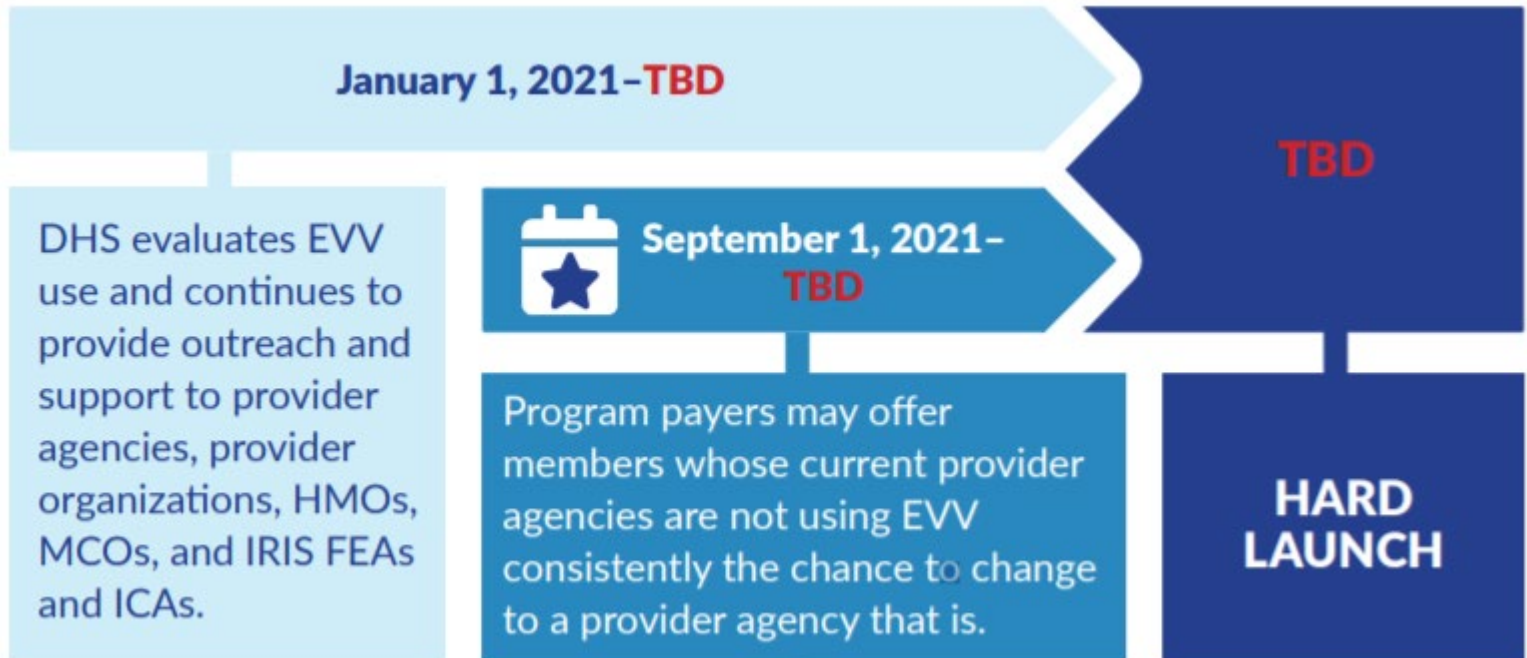 January 1, 2021–TBD
TBD
DHS evaluates EVV
use and continues to
provide outreach and
support to provider
agencies, provider
organizations, HMOs,
MCOs, and IRIS FEAs
and ICAs.
September 1, 2021–
TBD
Program payers may offer
members whose current provider
agencies are not using EVV
consistently the chance to change
to a provider agency that is.
HARD
LAUNCH